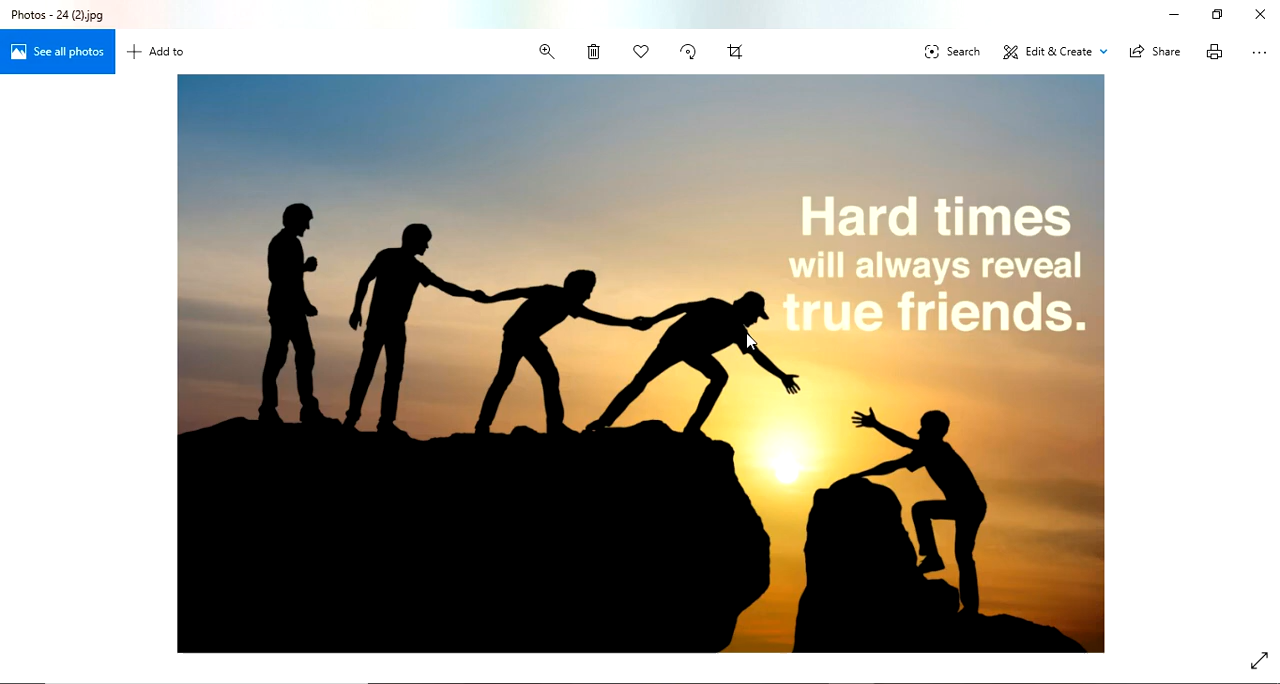 Photos - 24 (2).jpg
See all photos
Add to
Search
Edit & Create
Share
Hard times
will always reveal
true friends.